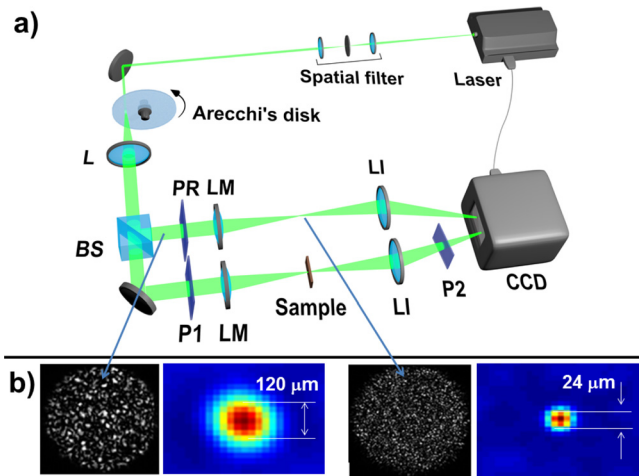 a)
Spatial filter
Laser
Arecchi's disk
L
PR
LM
LI
BS
P1
LM
Sample
LI
P2
CCD
b)
120 μm
24 μm